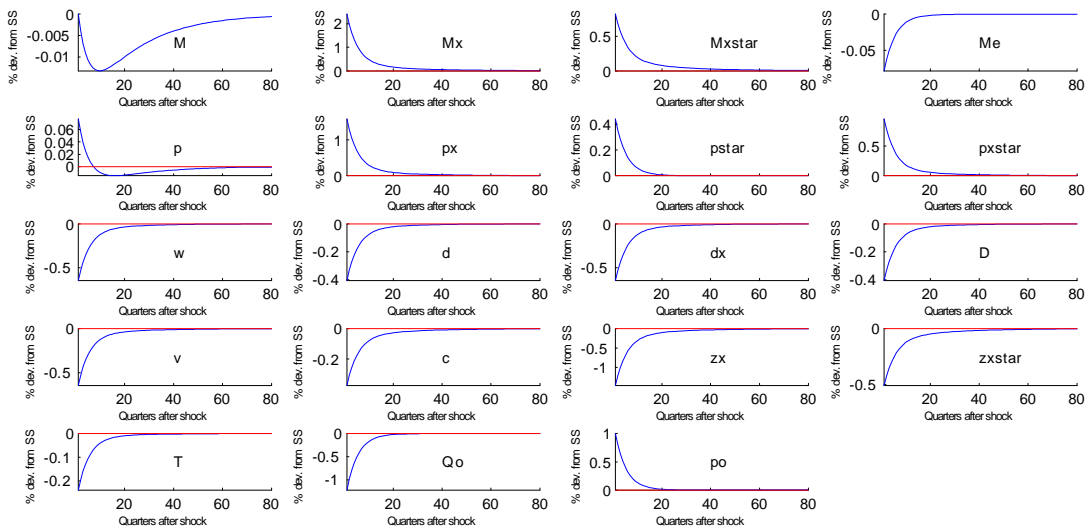 % dev. from SS
0
-0.005
-0.01
M
20 40 60 80
Quarters after shock
% dev. from SS
2
1
0
Mx
20 40 60 80
Quarters after shock
% dev. from SS
0.5
0
Mxstar
20 40 60 80
Quarters after shock
% dev. from SS
0
-0.05
Me
20 40 60 80
Quarters after shock
% dev. from SS
0.06
0.04
0.02
0
p
20 40 60 80
Quarters after shock
% dev. from SS
1
0
px
20 40 60 80
Quarters after shock
% dev. from SS
0.4
0.2
0
pstar
20 40 60 80
Quarters after shock
% dev. from SS
0.5
0
pxstar
20 40 60 80
Quarters after shock
% dev. from SS
0
-0.5
w
20 40 60 80
Quarters after shock
% dev. from SS
0
-0.2
-0.4
d
20 40 60 80
Quarters after shock
% dev. from SS
0
-0.5
dx
20 40 60 80
Quarters after shock
% dev. from SS
0
-0.2
-0.4
D
20 40 60 80
Quarters after shock
% dev. from SS
0
-0.5
v
20 40 60 80
Quarters after shock
% dev. from SS
0
-0.2
c
20 40 60 80
Quarters after shock
% dev. from SS
0
-0.5
-1
zx
20 40 60 80
Quarters after shock
% dev. from SS
0
-0.5
zxstar
20 40 60 80
Quarters after shock
% dev. from SS
0
-0.1
-0.2
T
20 40 60 80
Quarters after shock
% dev. from SS
0
-0.5
-1
Qo
20 40 60 80
Quarters after shock
% dev. from SS
1
0.5
0
po
20 40 60 80
Quarters after shock